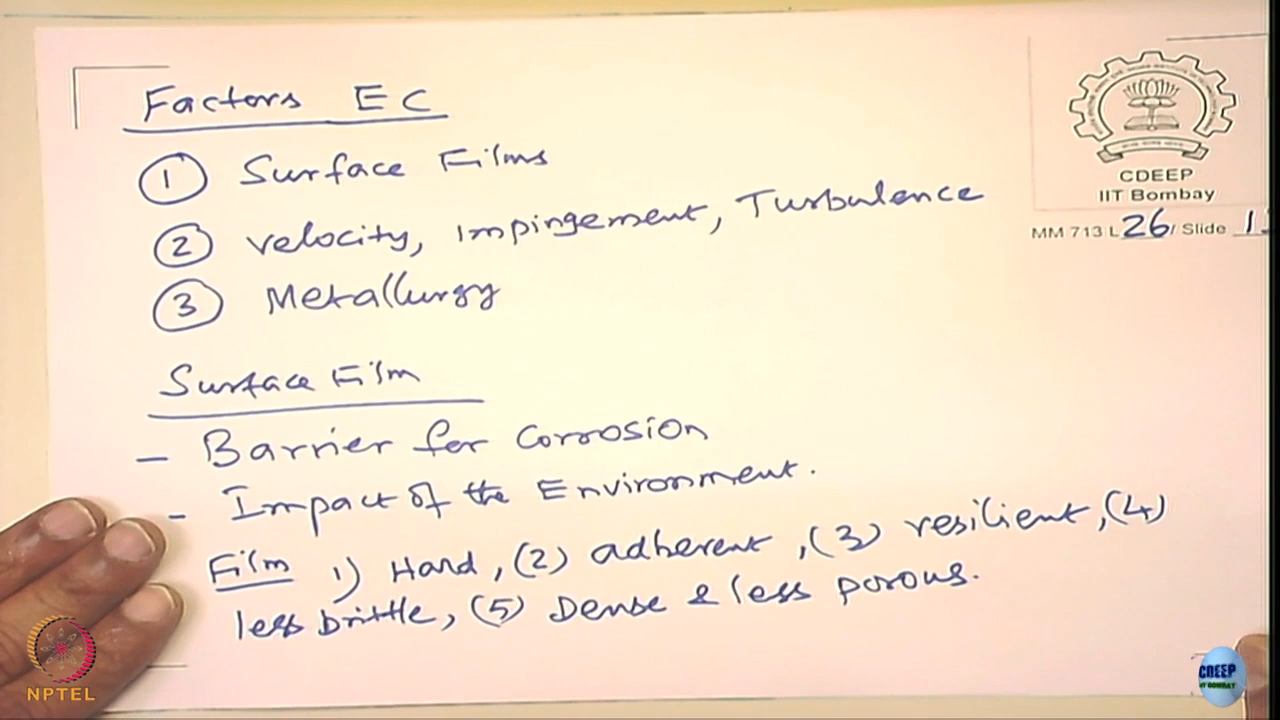 Factors EC
① Surface Films
② Velocity, Impingement, Turbulence
③ Metallurgy
Surface Film
- Barrier for Corrosion
- Impact of the Environment.
Film 1) Hard, (2) adherent, (3) resilient, (4)
less brittle, (5) Dense & less porous.
CDEEP
IIT Bombay
MM 713 L 26 / Slide
NPTEL
CDEEP
IIT BOMBAY